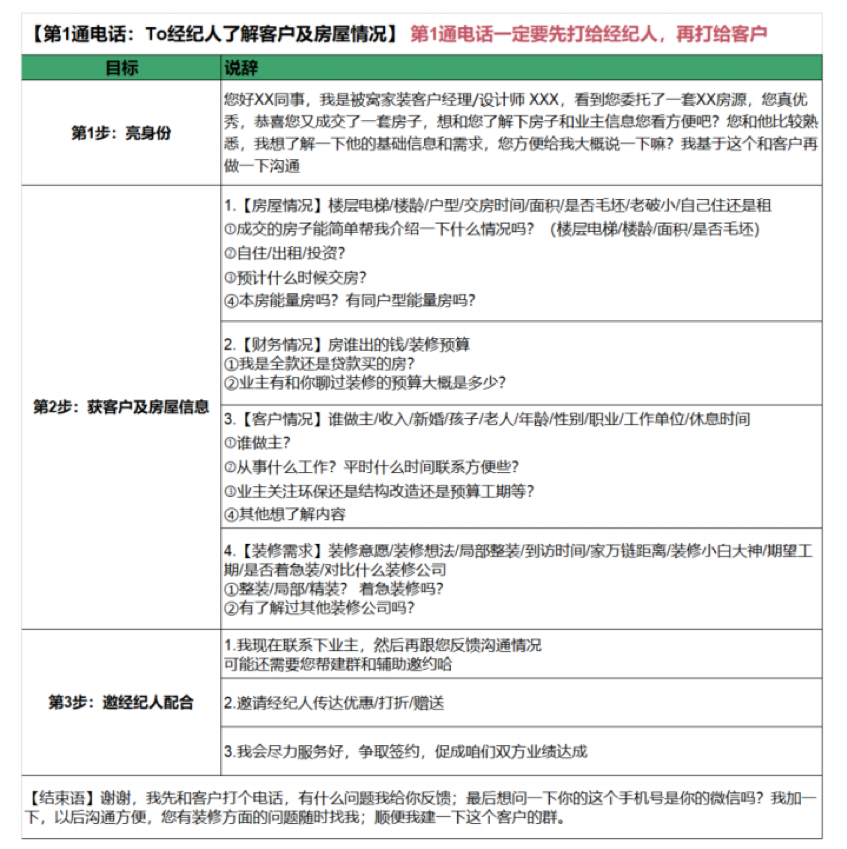 【第1通电话：To经纪人了解客户及房屋情况】 第1通电话一定要先打给经纪人，再打给客户
目标 说辞
第1步：亮身份
您好XX同事，我是被窝家装客户经理/设计师 XXX，看到您委托了一套XX房源，您真优
秀，恭喜您又成交了一套房子，想和您了解下房子和业主信息您看方便吧？您和他比较熟
悉，我想了解一下他的基础信息和需求，您方便给我大概说一下嘛？我基于这个和客户再
做一下沟通
第2步：获客户及房屋信息
1.【房屋情况】楼层电梯/楼龄/户型/交房时间/面积/是否毛坯/老破小/自己住还是租
①成交的房子能简单帮我介绍一下什么情况吗？（楼层电梯/楼龄/面积/是否毛坯）
②自住/出租/投资？
③预计什么时候交房？
④本房能量房吗？有同户型能量房吗？
2.【财务情况】房谁出的钱/装修预算
①我是全款还是贷款买的房？
②业主有和你聊过装修的预算大概是多少？
3.【客户情况】谁做主/收入/新婚/孩子/老人/年龄/性别/职业/工作单位/休息时间
①谁做主？
②从事什么工作？平时什么时间联系方便些？
③业主关注环保还是结构改造还是预算工期等？
④其他想了解内容
4.【装修需求】装修意愿/装修想法/局部整装/到访时间/家万链距离/装修小白大神/期望工
期/是否着急装/对比什么装修公司
①整装/局部/精装？ 着急装修吗？
②有了解过其他装修公司吗？
第3步：邀经纪人配合
1.我现在联系下业主，然后再跟您反馈沟通情况
可能还需要您帮建群和辅助邀约哈
2.邀请经纪人传达优惠/打折/赠送
3.我会尽力服务好，争取签约，促成咱们双方业绩达成
【结束语】谢谢，我先和客户打个电话，有什么问题我给你反馈；最后想问一下你的这个手机号是你的微信吗？我加一
下，以后沟通方便，您有装修方面的问题随时找我；顺便我建一下这个客户的群。